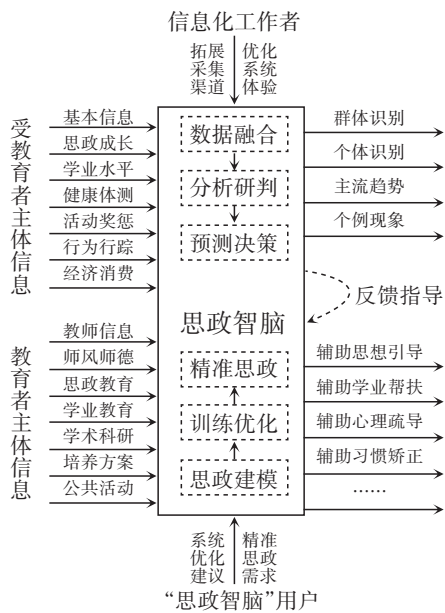 信息化工作者
拓展 优化
采集 系统
渠道 体验
受教育者主体信息
基本信息
思政成长
学业水平
健康体测
活动奖惩
行为行踪
经济消费
教育者主体信息
教师信息
师风师德
思政教育
学业教育
学术科研
培养方案
公共活动
数据融合
分析研判
预测决策
思政智脑
精准思政
训练优化
思政建模
群体识别
个体识别
主流趋势
个例现象
反馈指导
辅助思想引导
辅助学业帮扶
辅助心理疏导
辅助习惯矫正
……
系统 精准
优化 思政
建议 需求
“思政智脑”用户